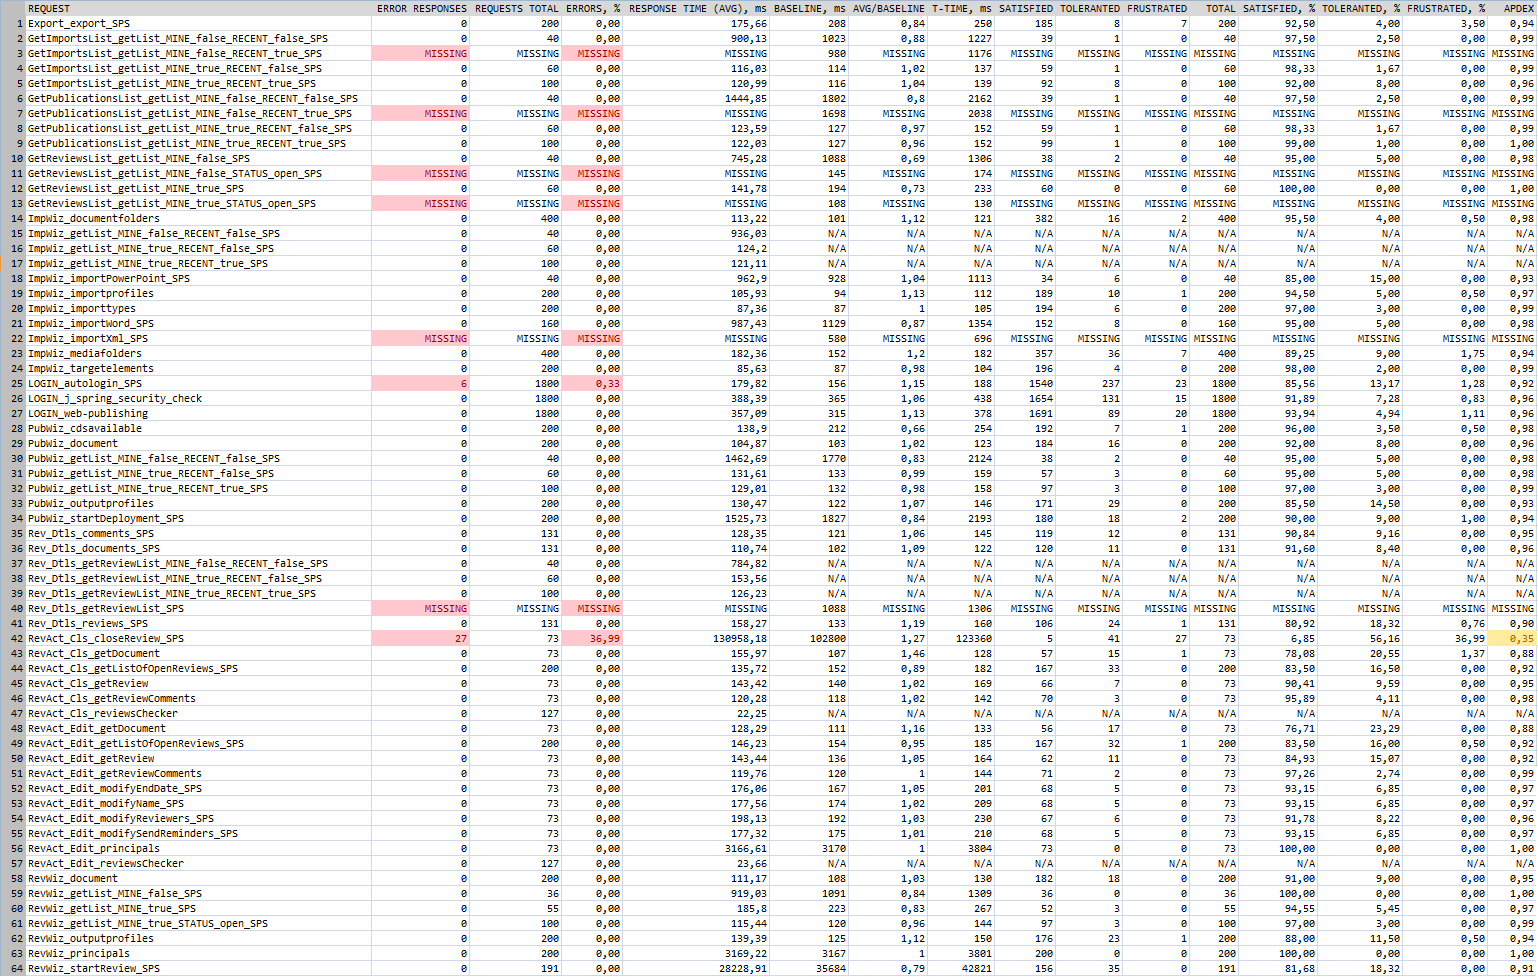 REQUEST ERROR RESPONSES REQUESTS TOTAL ERRORS, % RESPONSE TIME (AVG), ms BASELINE, ms AVG/BASELINE T-TIME, ms SATISFIED TOLERANTED FRUSTRATED TOTAL SATISFIED, % TOLERANTED, % FRUSTRATED, % APDEX
1 Export_export_SPS 0 200 0,00 175,66 208 0,84 250 185 8 7 200 92,50 4,00 3,50 0,94
2 GetImportsList_getList_MINE_false_RECENT_false_SPS 0 40 0,00 900,13 1023 0,88 1227 39 1 0 40 97,50 2,50 0,00 0,99
3 GetImportsList_getList_MINE_false_RECENT_true_SPS MISSING MISSING MISSING MISSING 980 MISSING 1176 MISSING MISSING MISSING MISSING MISSING MISSING MISSING MISSING
4 GetImportsList_getList_MINE_true_RECENT_false_SPS 0 60 0,00 116,03 114 1,02 137 59 1 0 60 98,33 1,67 0,00 0,99
5 GetImportsList_getList_MINE_true_RECENT_true_SPS 0 100 0,00 120,99 116 1,04 139 92 8 0 100 92,00 8,00 0,00 0,96
6 GetPublicationsList_getList_MINE_false_RECENT_false_SPS 0 40 0,00 1444,85 1802 0,8 2162 39 1 0 40 97,50 2,50 0,00 0,99
7 GetPublicationsList_getList_MINE_false_RECENT_true_SPS MISSING MISSING MISSING MISSING 1698 MISSING 2038 MISSING MISSING MISSING MISSING MISSING MISSING MISSING MISSING
8 GetPublicationsList_getList_MINE_true_RECENT_false_SPS 0 60 0,00 123,59 127 0,97 152 59 1 0 60 98,33 1,67 0,00 0,99
9 GetPublicationsList_getList_MINE_true_RECENT_true_SPS 0 100 0,00 122,03 127 0,96 152 99 1 0 100 99,00 1,00 0,00 1,00
10 GetReviewsList_getList_MINE_false_SPS 0 40 0,00 745,28 1088 0,69 1306 38 2 0 40 95,00 5,00 0,00 0,98
11 GetReviewsList_getList_MINE_false_STATUS_open_SPS MISSING MISSING MISSING MISSING 145 MISSING 174 MISSING MISSING MISSING MISSING MISSING MISSING MISSING MISSING
12 GetReviewsList_getList_MINE_true_SPS 0 60 0,00 141,78 194 0,73 233 60 0 0 60 100,00 0,00 0,00 1,00
13 GetReviewsList_getList_MINE_true_STATUS_open_SPS MISSING MISSING MISSING MISSING 108 MISSING 130 MISSING MISSING MISSING MISSING MISSING MISSING MISSING MISSING
14 ImpWiz_documentfolders 0 400 0,00 113,22 101 1,12 121 382 16 2 400 95,50 4,00 0,50 0,98
15 ImpWiz_getList_MINE_false_RECENT_false_SPS 0 40 0,00 936,03 N/A N/A N/A N/A N/A N/A N/A N/A N/A N/A N/A
16 ImpWiz_getList_MINE_true_RECENT_false_SPS 0 60 0,00 124,2 N/A N/A N/A N/A N/A N/A N/A N/A N/A N/A N/A
17 ImpWiz_getList_MINE_true_RECENT_true_SPS 0 100 0,00 121,11 N/A N/A N/A N/A N/A N/A N/A N/A N/A N/A N/A
18 ImpWiz_importPowerPoint_SPS 0 40 0,00 962,9 928 1,04 1113 34 6 0 40 85,00 15,00 0,00 0,93
19 ImpWiz_importprofiles 0 200 0,00 105,93 94 1,13 112 189 10 1 200 94,50 5,00 0,50 0,97
20 ImpWiz_importtypes 0 200 0,00 87,36 87 1 105 194 6 0 200 97,00 3,00 0,00 0,99
21 ImpWiz_importWord_SPS 0 160 0,00 987,43 1129 0,87 1354 152 8 0 160 95,00 5,00 0,00 0,98
22 ImpWiz_importXml_SPS MISSING MISSING MISSING MISSING 580 MISSING 696 MISSING MISSING MISSING MISSING MISSING MISSING MISSING MISSING
23 ImpWiz_mediafolders 0 400 0,00 182,36 152 1,2 182 357 36 7 400 89,25 9,00 1,75 0,94
24 ImpWiz_targetelements 0 200 0,00 85,63 87 0,98 104 196 4 0 200 98,00 2,00 0,00 0,99
25 LOGIN_autologin_SPS 6 1800 0,33 179,82 156 1,15 188 1540 237 23 1800 85,56 13,17 1,28 0,92
26 LOGIN_j_spring_security_check 0 1800 0,00 388,39 365 1,06 438 1654 131 15 1800 91,89 7,28 0,83 0,96
27 LOGIN_web-publishing 0 1800 0,00 357,09 315 1,13 378 1691 89 20 1800 93,94 4,94 1,11 0,96
28 PubWiz_cdsavailable 0 200 0,00 138,9 212 0,66 254 192 7 1 200 96,00 3,50 0,50 0,98
29 PubWiz_document 0 200 0,00 104,87 103 1,02 123 184 16 0 200 92,00 8,00 0,00 0,96
30 PubWiz_getList_MINE_false_RECENT_false_SPS 0 40 0,00 1462,69 1770 0,83 2124 38 2 0 40 95,00 5,00 0,00 0,98
31 PubWiz_getList_MINE_true_RECENT_false_SPS 0 60 0,00 131,61 133 0,99 159 57 3 0 60 95,00 5,00 0,00 0,98
32 PubWiz_getList_MINE_true_RECENT_true_SPS 0 100 0,00 129,01 132 0,98 158 97 3 0 100 97,00 3,00 0,00 0,99
33 PubWiz_outputprofiles 0 200 0,00 130,47 122 1,07 146 171 29 0 200 85,50 14,50 0,00 0,93
34 PubWiz_startDeployment_SPS 0 200 0,00 1525,73 1827 0,84 2193 180 18 2 200 90,00 9,00 1,00 0,94
35 Rev_Dtls_comments_SPS 0 131 0,00 128,35 121 1,06 145 119 12 0 131 90,84 9,16 0,00 0,95
36 Rev_Dtls_documents_SPS 0 131 0,00 110,74 102 1,09 122 120 11 0 131 91,60 8,40 0,00 0,96
37 Rev_Dtls_getReviewList_MINE_false_RECENT_false_SPS 0 40 0,00 784,82 N/A N/A N/A N/A N/A N/A N/A N/A N/A N/A N/A
38 Rev_Dtls_getReviewList_MINE_true_RECENT_false_SPS 0 60 0,00 153,56 N/A N/A N/A N/A N/A N/A N/A N/A N/A N/A N/A
39 Rev_Dtls_getReviewList_MINE_true_RECENT_true_SPS 0 100 0,00 126,23 N/A N/A N/A N/A N/A N/A N/A N/A N/A N/A N/A
40 Rev_Dtls_getReviewList_SPS MISSING MISSING MISSING MISSING 1088 MISSING 1306 MISSING MISSING MISSING MISSING MISSING MISSING MISSING MISSING
41 Rev_Dtls_reviews_SPS 0 131 0,00 158,27 133 1,19 160 106 24 1 131 80,92 18,32 0,76 0,90
42 RevAct_Cls_closeReview_SPS 27 73 36,99 130958,18 102800 1,27 123360 5 41 27 73 6,85 56,16 36,99 0,35
43 RevAct_Cls_getDocument 0 73 0,00 155,97 107 1,46 128 57 15 1 73 78,08 20,55 1,37 0,88
44 RevAct_Cls_getListOfOpenReviews_SPS 0 200 0,00 135,72 152 0,89 182 167 33 0 200 83,50 16,50 0,00 0,92
45 RevAct_Cls_getReview 0 73 0,00 143,42 140 1,02 169 66 7 0 73 90,41 9,59 0,00 0,95
46 RevAct_Cls_getReviewComments 0 73 0,00 120,28 118 1,02 142 70 3 0 73 95,89 4,11 0,00 0,98
47 RevAct_Cls_reviewsChecker 0 127 0,00 22,25 N/A N/A N/A N/A N/A N/A N/A N/A N/A N/A N/A
48 RevAct_Edit_getDocument 0 73 0,00 128,29 111 1,16 133 56 17 0 73 76,71 23,29 0,00 0,88
49 RevAct_Edit_getListOfOpenReviews_SPS 0 200 0,00 146,23 154 0,95 185 167 32 1 200 83,50 16,00 0,50 0,92
50 RevAct_Edit_getReview 0 73 0,00 143,44 136 1,05 164 62 11 0 73 84,93 15,07 0,00 0,92
51 RevAct_Edit_getReviewComments 0 73 0,00 119,76 120 1 144 71 2 0 73 97,26 2,74 0,00 0,99
52 RevAct_Edit_modifyEndDate_SPS 0 73 0,00 176,06 167 1,05 201 68 5 0 73 93,15 6,85 0,00 0,97
53 RevAct_Edit_modifyName_SPS 0 73 0,00 177,56 174 1,02 209 68 5 0 73 93,15 6,85 0,00 0,97
54 RevAct_Edit_modifyReviewers_SPS 0 73 0,00 198,13 192 1,03 230 67 6 0 73 91,78 8,22 0,00 0,96
55 RevAct_Edit_modifySendReminders_SPS 0 73 0,00 177,32 175 1,01 210 68 5 0 73 93,15 6,85 0,00 0,97
56 RevAct_Edit_principals 0 73 0,00 3166,61 3170 1 3804 73 0 0 73 100,00 0,00 0,00 1,00
57 RevAct_Edit_reviewsChecker 0 127 0,00 23,66 N/A N/A N/A N/A N/A N/A N/A N/A N/A N/A N/A
58 RevWiz_document 0 200 0,00 111,17 108 1,03 130 182 18 0 200 91,00 9,00 0,00 0,95
59 RevWiz_getList_MINE_false_SPS 0 36 0,00 919,03 1091 0,84 1309 36 0 0 36 100,00 0,00 0,00 1,00
60 RevWiz_getList_MINE_true_SPS 0 55 0,00 185,8 223 0,83 267 52 3 0 55 94,55 5,45 0,00 0,97
61 RevWiz_getList_MINE_true_STATUS_open_SPS 0 100 0,00 115,44 120 0,96 144 97 3 0 100 97,00 3,00 0,00 0,99
62 RevWiz_outputprofiles 0 200 0,00 139,39 125 1,12 150 176 23 1 200 88,00 11,50 0,50 0,94
63 RevWiz_principals 0 200 0,00 3169,22 3167 1 3801 200 0 0 200 100,00 0,00 0,00 1,00
64 RevWiz_startReview_SPS 0 191 0,00 28228,91 35684 0,79 42821 156 35 0 191 81,68 18,32 0,00 0,91